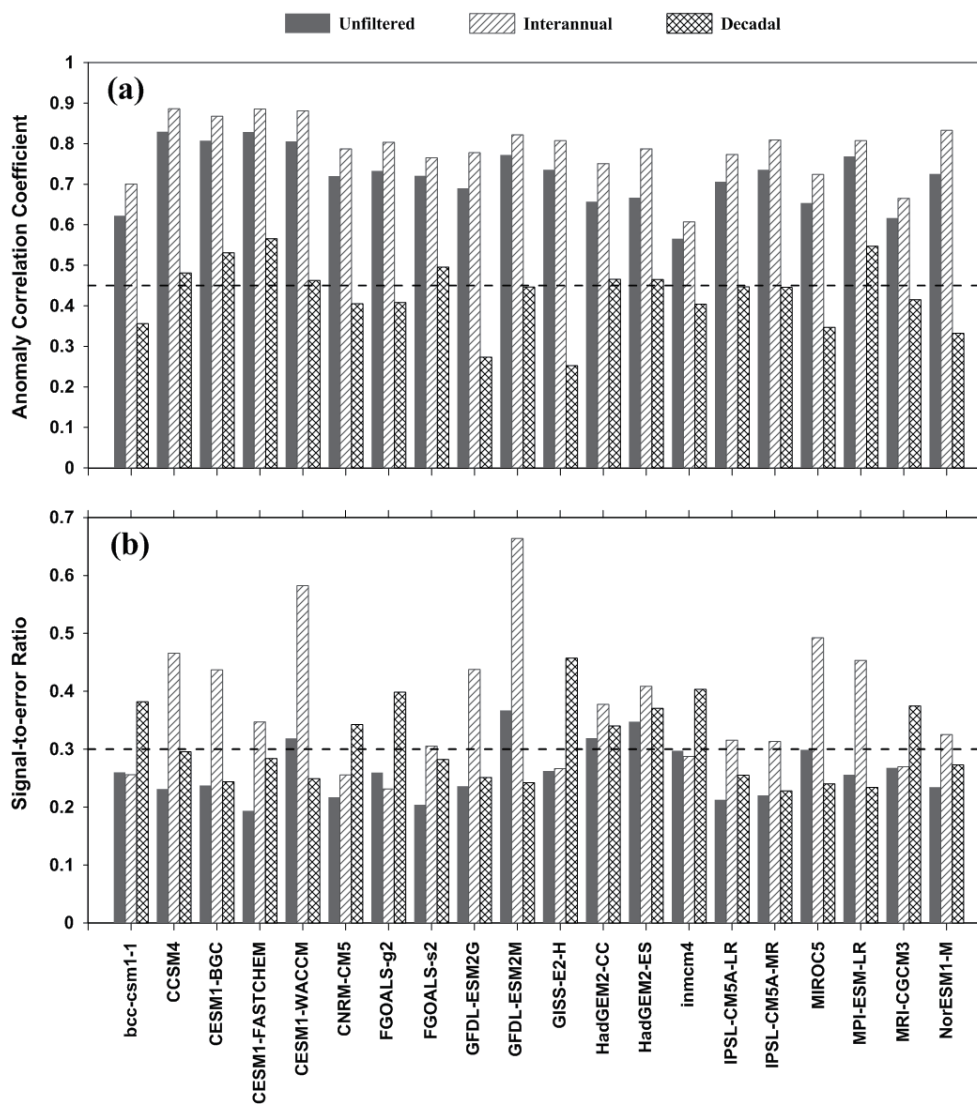 Unfiltered Interannual Decadal
(a)
Anomaly Correlation Coefficient
1
0.9
0.8
0.7
0.6
0.5
0.4
0.3
0.4
0.1
0
(b)
Signal-to-error Ratio
0.7
0.6
0.5
0.4
0.3
0.2
0.1
0
bcc-csm1-1
CCSM4
CESM1-BGC
CESM1-FASTCHEM
CESM1-WACCM
CNRM-CM5
FGOALS-g2
FGOALS-s2
GFDL-ESM2G
GFDL-ESM2M
GISS-E2-H
HadGEM2-CC
HadGEM2-ES
inmcm4
IPSL-CM5A-LR
IPSL-CM5A-MR
MIROC5
MPI-ESM-LR
MRI-CGCM3
NorESM1-M